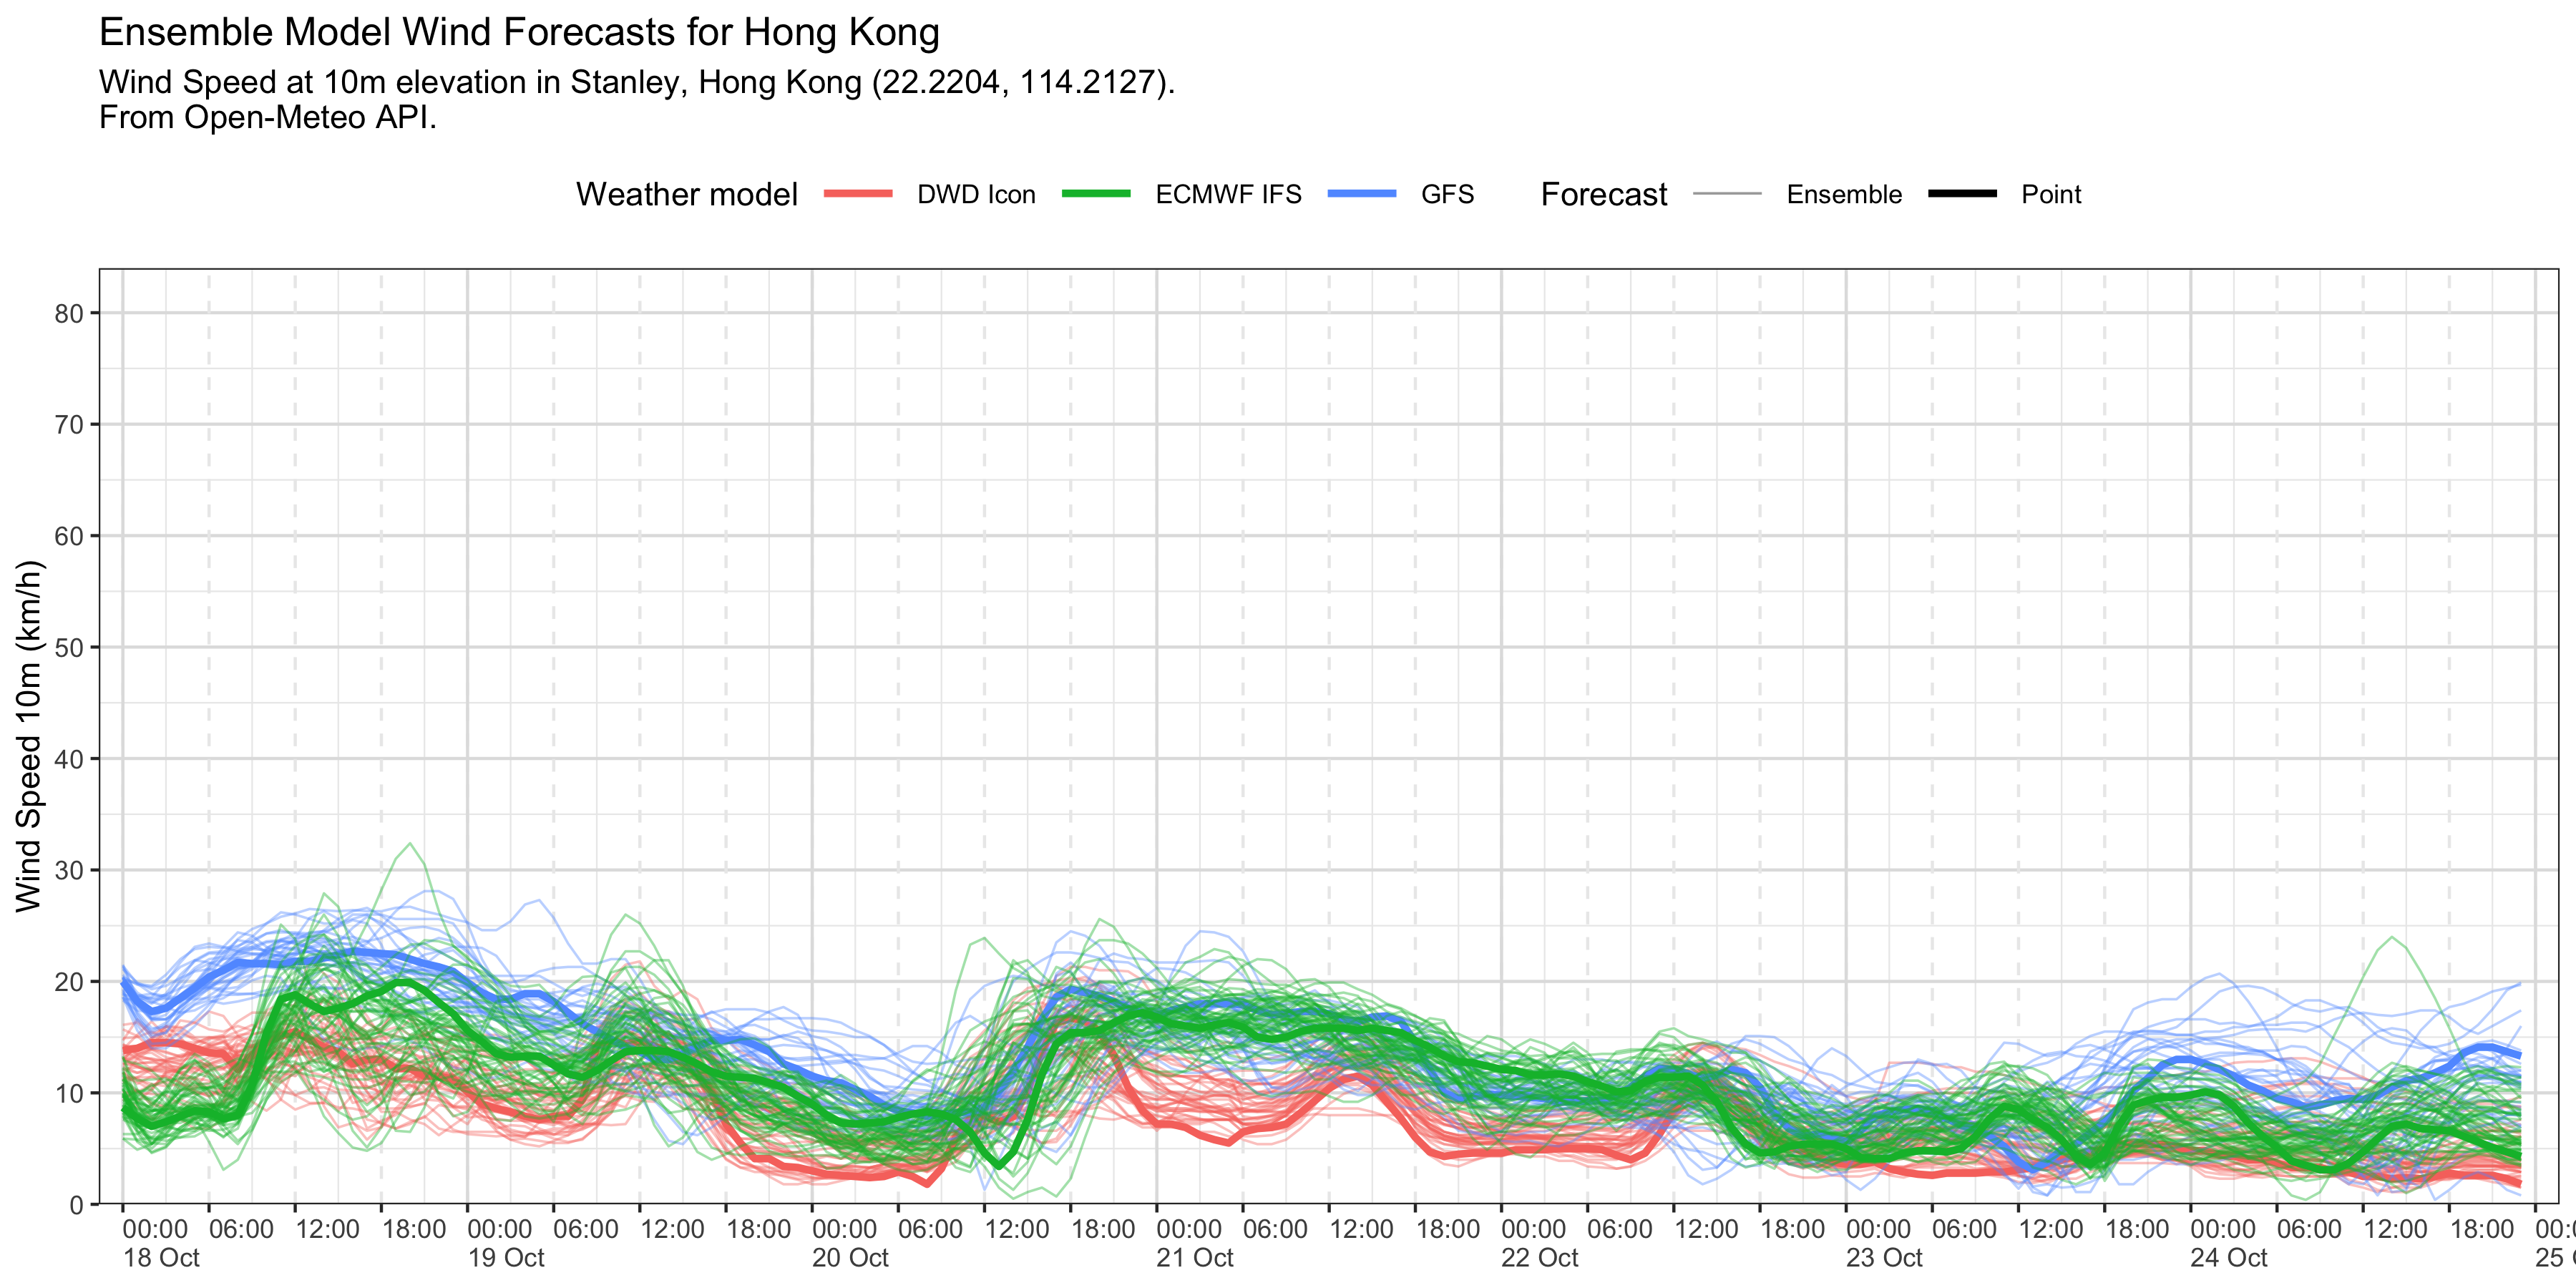 Ensemble Model Wind Forecasts for Hong Kong
Wind Speed at 10m elevation in Stanley, Hong Kong (22.2204, 114.2127).
From Open-Meteo API.
Weather model DWD Icon ECMWF IFS GFS Forecast Ensemble Point
Wind Speed 10m (km/h)
80
70
60
50
40
30
20
10
0
00:00 06:00 12:00 18:00 00:00 06:00 12:00 18:00 00:00 06:00 12:00 18:00 00:00 06:00 12:00 18:00 00:00 06:00 12:00 18:00 00:00 06:00 12:00 18:00 00:00 06:00 12:00 18:00 00:0
18 Oct 19 Oct 20 Oct 21 Oct 22 Oct 23 Oct 24 Oct 25